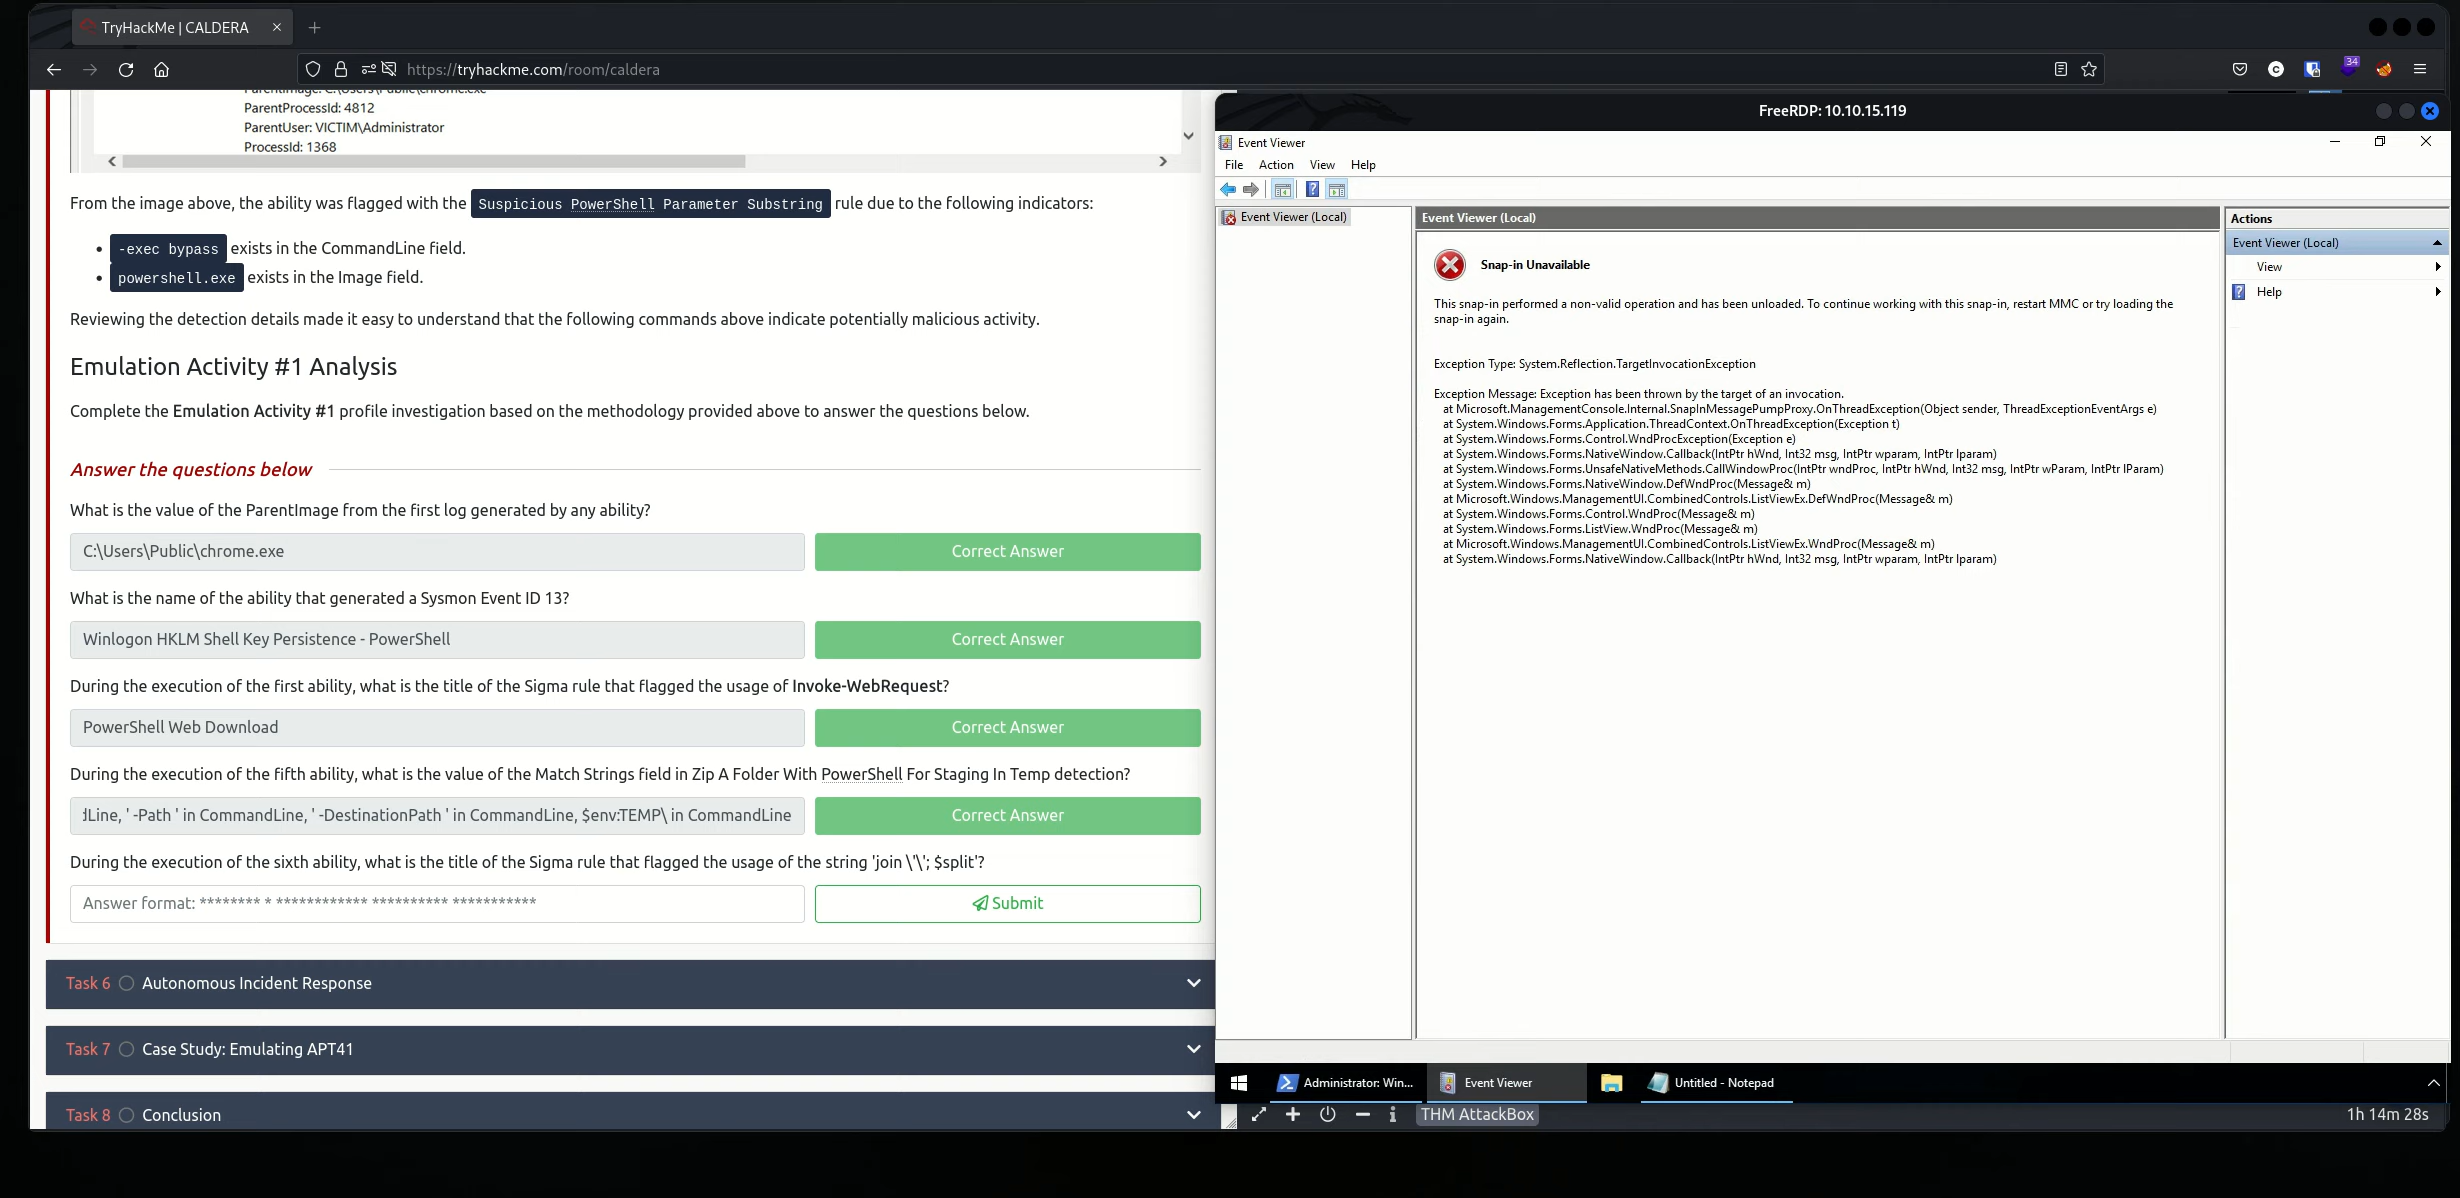 TryHackMe | CALDERA
https://tryhackme.com/room/caldera
34
ParentImage: C:\Users\Public\chrome.exe
ParentProcessId: 4812
ParentUser: VICTIM\Administrator
ProcessId: 1368
From the image above, the ability was flagged with the Suspicious PowerShell Parameter Substring rule due to the following indicators:
• -exec bypass exists in the CommandLine field.
• powershell.exe exists in the Image field.
Reviewing the detection details made it easy to understand that the following commands above indicate potentially malicious activity.
Emulation Activity #1 Analysis
Complete the Emulation Activity #1 profile investigation based on the methodology provided above to answer the questions below.
Answer the questions below
What is the value of the ParentImage from the first log generated by any ability?
C:\Users\Public\chrome.exe
Correct Answer
What is the name of the ability that generated a Sysmon Event ID 13?
Winlogon HKLM Shell Key Persistence - PowerShell
Correct Answer
During the execution of the first ability, what is the title of the Sigma rule that flagged the usage of Invoke-WebRequest?
PowerShell Web Download
Correct Answer
During the execution of the fifth ability, what is the value of the Match Strings field in Zip A Folder With PowerShell For Staging In Temp detection?
dLine, ' -Path ' in CommandLine, ' -DestinationPath ' in CommandLine, $env:TEMP\ in CommandLine
Correct Answer
During the execution of the sixth ability, what is the title of the Sigma rule that flagged the usage of the string 'join \'\'; $split'?
Answer format: ******** * ************ ********** ***********
Submit
Task 6 Autonomous Incident Response
Task 7 Case Study: Emulating APT41
Task 8 Conclusion
FreeRDP: 10.10.15.119
Event Viewer
File Action View Help
Event Viewer (Local)
Event Viewer (Local)
Snap-in Unavailable
This snap-in performed a non-valid operation and has been unloaded. To continue working with this snap-in, restart MMC or try loading the
snap-in again.
Exception Type: System.Reflection.TargetInvocationException
Exception Message: Exception has been thrown by the target of an invocation.
at Microsoft.ManagementConsole.Internal.SnapInMessagePumpProxy.OnThreadException(Object sender, ThreadExceptionEventArgs e)
at System.Windows.Forms.Application.ThreadContext.OnThreadException(Exception t)
at System.Windows.Forms.Control.WndProcException(Exception e)
at System.Windows.Forms.NativeWindow.Callback(IntPtr hWnd, Int32 msg, IntPtr wparam, IntPtr lparam)
at System.Windows.Forms.UnsafeNativeMethods.CallWindowProc(IntPtr wndProc, IntPtr hWnd, Int32 msg, IntPtr wParam, IntPtr lParam)
at System.Windows.Forms.NativeWindow.DefWndProc(Message& m)
at Microsoft.Windows.ManagementUI.CombinedControls.ListViewEx.DefWndProc(Message& m)
at System.Windows.Forms.Control.WndProc(Message& m)
at System.Windows.Forms.ListView.WndProc(Message& m)
at Microsoft.Windows.ManagementUI.CombinedControls.ListViewEx.WndProc(Message& m)
at System.Windows.Forms.NativeWindow.Callback(IntPtr hWnd, Int32 msg, IntPtr wparam, IntPtr lparam)
Actions
Event Viewer (Local)
View
Help
Administrator: Win...
Event Viewer
Untitled - Notepad
THM AttackBox
1h 14m 28s